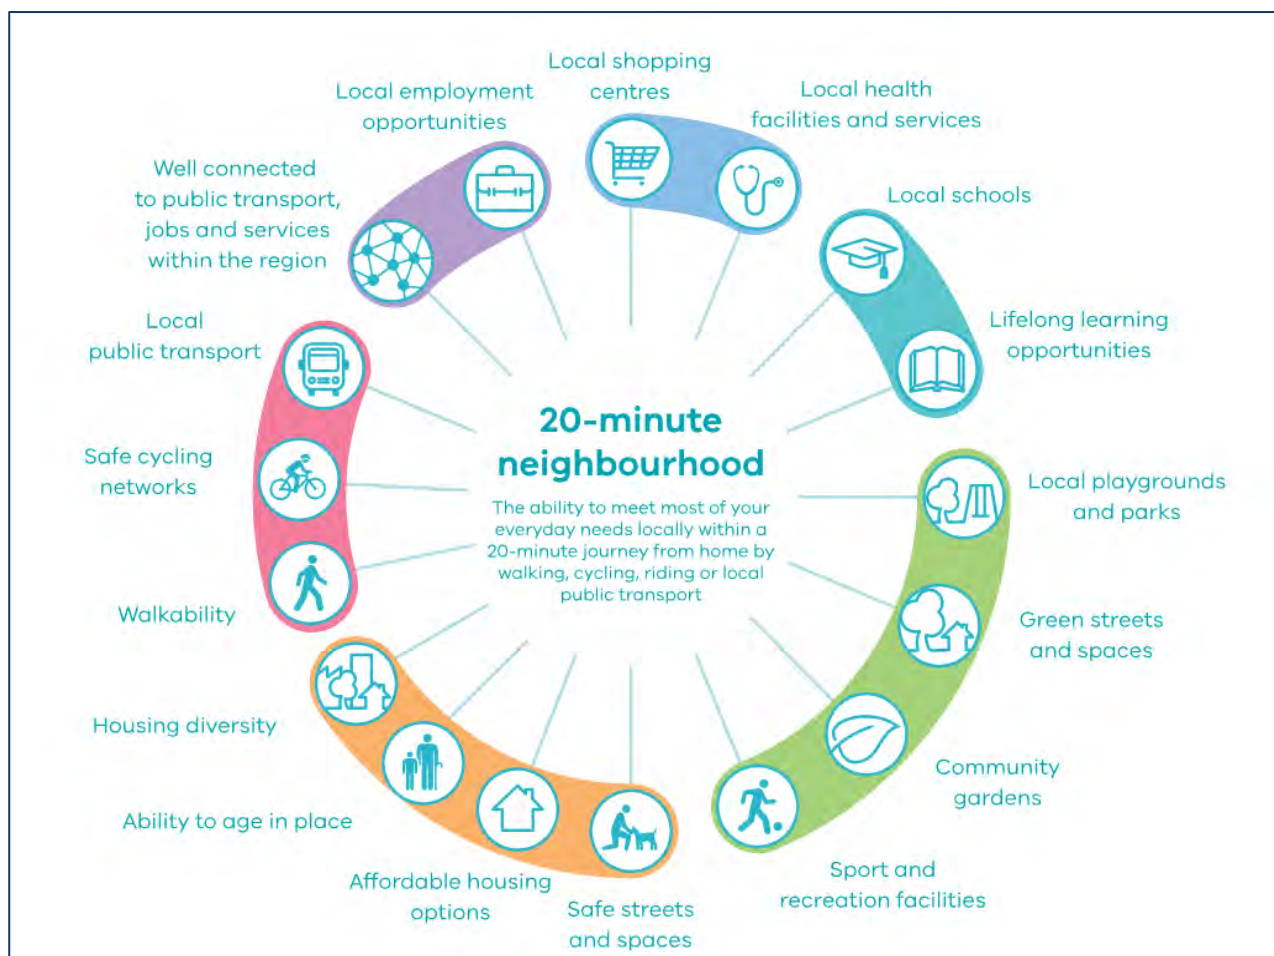 Local shopping
centres
Local health
facilities and services
Local schools
Lifelong learning
opportunities
Local playgrounds
and parks
Green streets
and spaces
Community
gardens
Sport and
recreation facilities
Safe streets
and spaces
Affordable housing
options
Ability to age in place
Housing diversity
Walkability
Safe cycling
networks
Local
public transport
Well connected
to public transport,
jobs and services
within the region
Local employment
opportunities
20-minute
neighbourhood
The ability to meet most of your
everyday needs locally within a
20-minute journey from home by
walking, cycling, riding or local
public transport